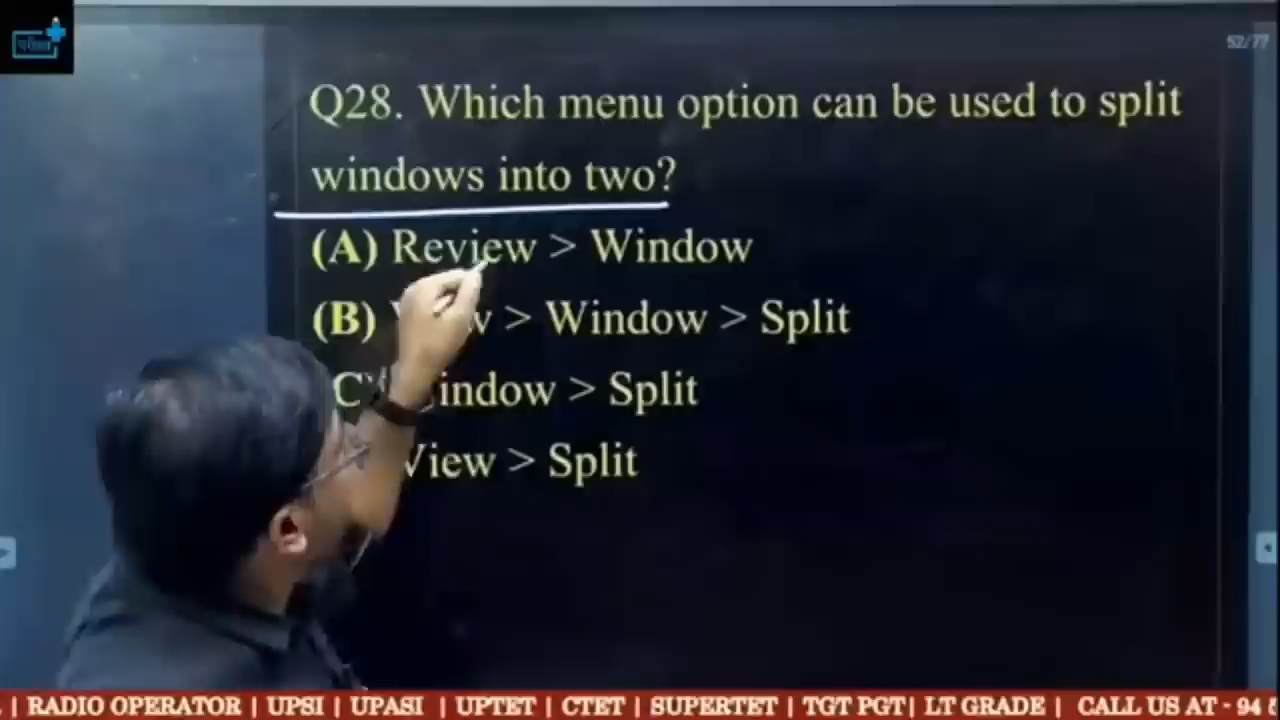 52/77
Q28. Which menu option can be used to split
windows into two?
(A) Review > Window
(B) > Window > Split
C indow > Split
View > Split
| RADIO OPERATOR | UPSI | UPASI | UPTET | CTET | SUPERTET | TGT PGT| LT GRADE | CALL US AT - 94